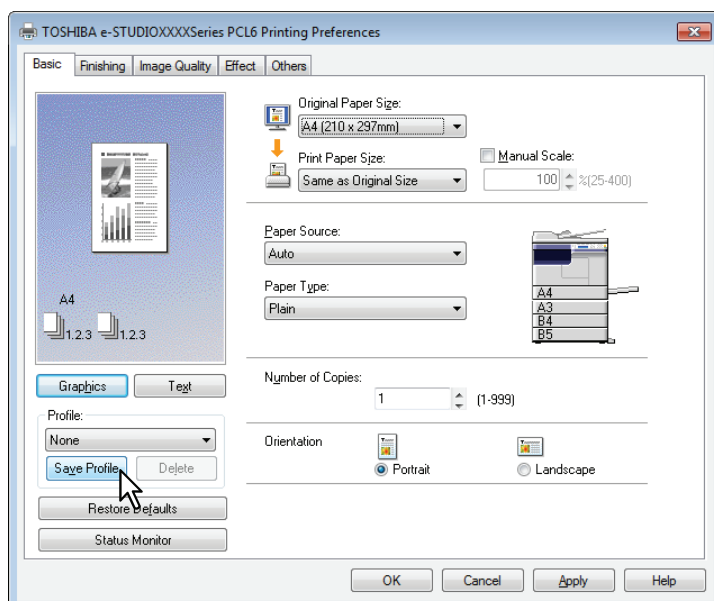 TOSHIBA e-STUDIOXXXXSeries PCL6 Printing Preferences
Basic
Finishing
Image Quality
Effect
Others
A4
1.2.3
1.2.3
Graphics
Text
Profile:
None
Save Profile
Delete
Restore Defaults
Status Monitor
Original Paper Size:
A4 (210 x 297mm)
Print Paper Size:
Same as Original Size
Manual Scale:
100 %(25-400)
Paper Source:
Auto
Paper Type:
Plain
A4
A3
B4
B5
Number of Copies:
1 (1-999)
Orientation
Portrait
Landscape
OK
Cancel
Apply
Help